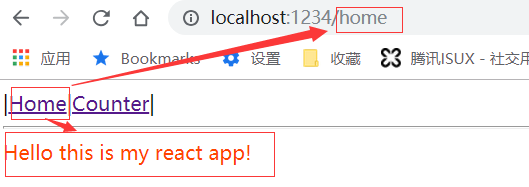 localhost:1234/home
应用 Bookmarks 设置 收藏 腾讯ISUX - 社交用
|Home|Counter|
Hello this is my react app!